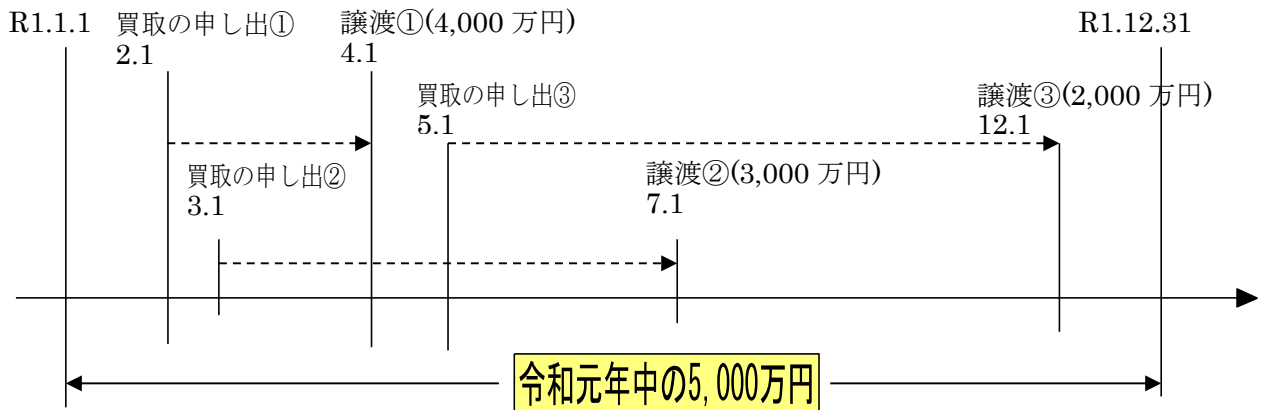 R1.1.1
買取の申し出①
2.1
譲渡①(4,000 万円)
4.1
R1.12.31
買取の申し出③
5.1
譲渡③(2,000 万円)
12.1
買取の申し出②
3.1
譲渡②(3,000 万円)
7.1
令和元年中の5,000万円